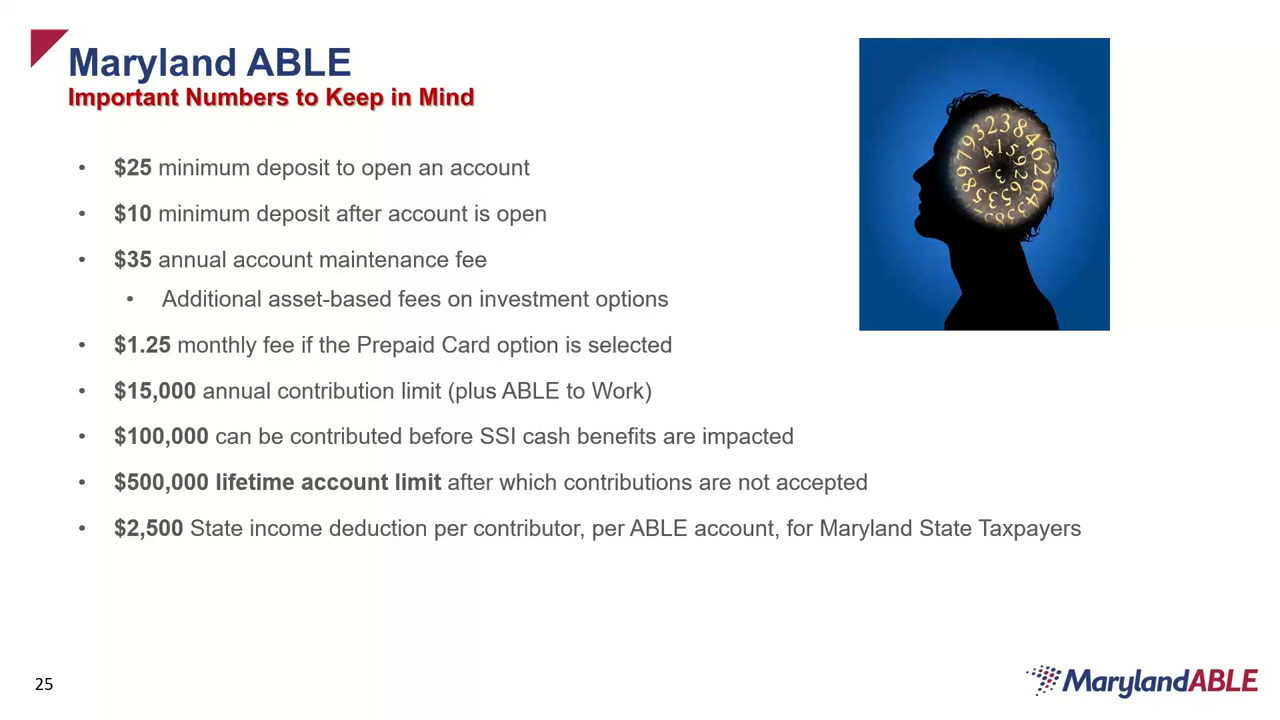 Maryland ABLE
Important Numbers to Keep in Mind
• $25 minimum deposit to open an account
• $10 minimum deposit after account is open
• $35 annual account maintenance fee
• Additional asset-based fees on investment options
• $1.25 monthly fee if the Prepaid Card option is selected
• $15,000 annual contribution limit (plus ABLE to Work)
• $100,000 can be contributed before SSI cash benefits are impacted
• $500,000 lifetime account limit after which contributions are not accepted
• $2,500 State income deduction per contributor, per ABLE account, for Maryland State Taxpayers
25
MarylandABLE